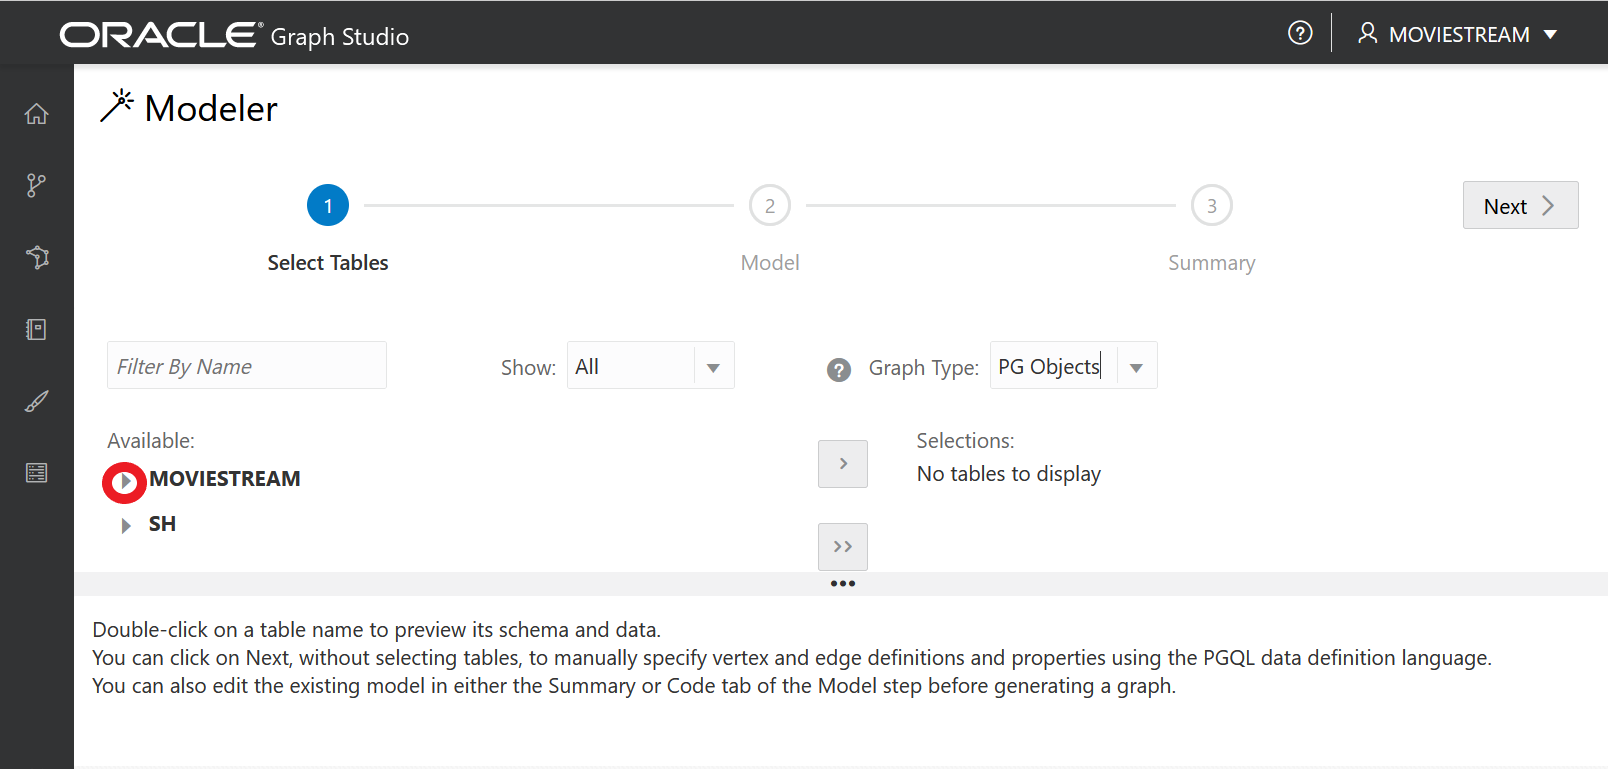 ORACLE® Graph Studio
? MOVIESTREAM
Modeler
1 2 3
Next
Select Tables Model Summary
Filter By Name Show: All ? Graph Type: PG Objects
Available:
MOVIESTREAM
SH
>
>>
Selections:
No tables to display
•••
Double-click on a table name to preview its schema and data.
You can click on Next, without selecting tables, to manually specify vertex and edge definitions and properties using the PGQL data definition language.
You can also edit the existing model in either the Summary or Code tab of the Model step before generating a graph.